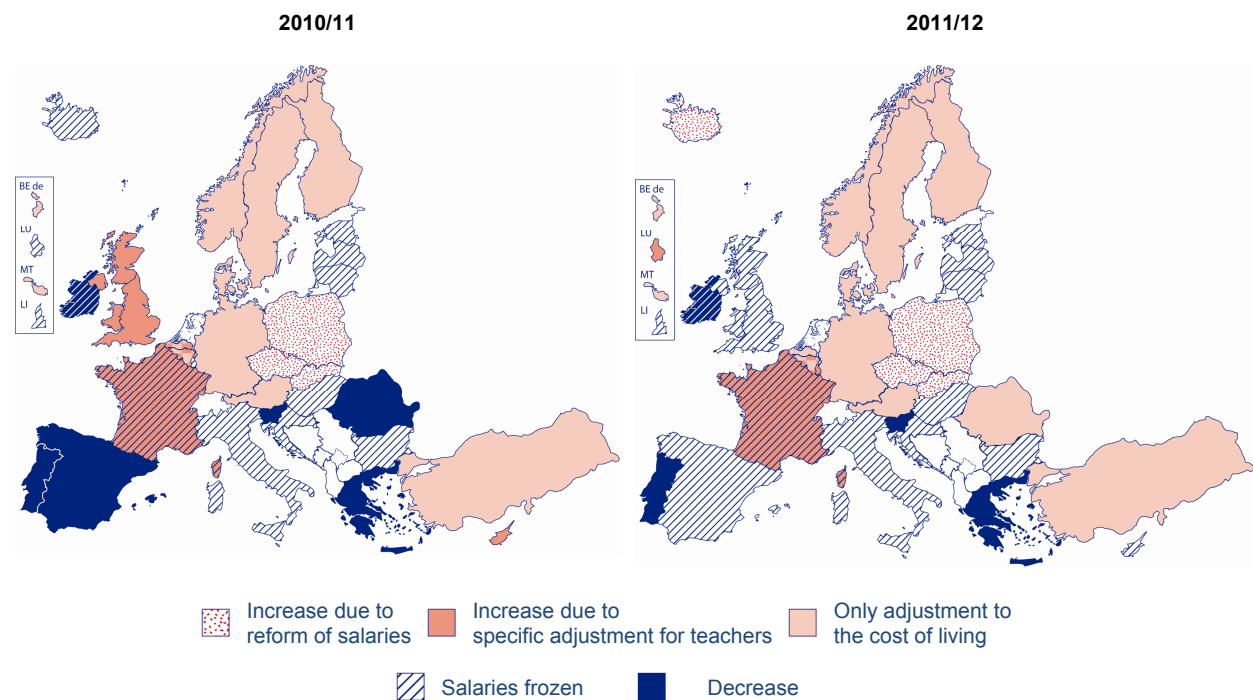 2010/11
2011/12
BE de
LU
MT
LI
BE de
LU
MT
LI
Increase due to
reform of salaries
Increase due to
specific adjustment for teachers
Only adjustment to
the cost of living
Salaries frozen
Decrease